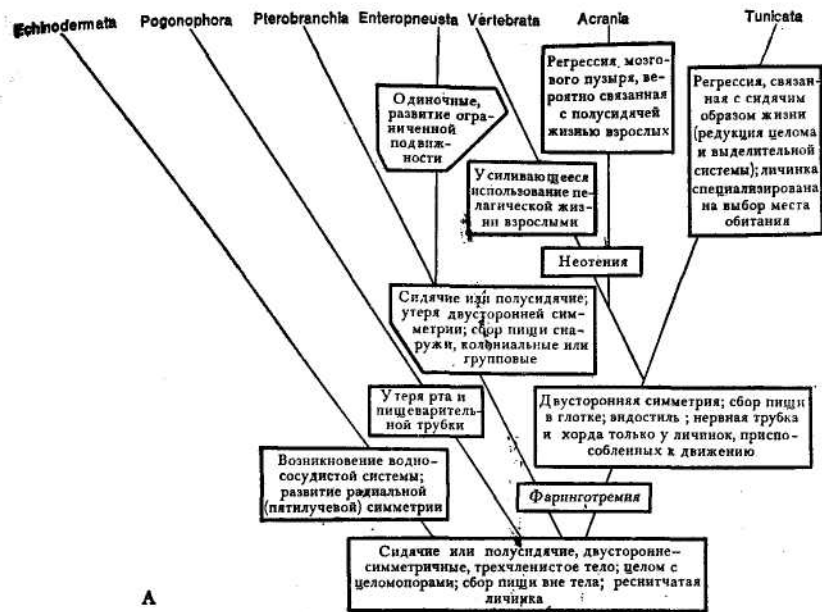 Echinodermata
Pogonophora
Pterobranchia
Enteropneusta
Vertebrata
Acrania
Tunicata
Регрессия моз-
гового пузыря, ве-
роятно связанная
с полусидячей
жизнью взрослых
Регрессия, связан-
ная с сидячим
образом жизни
(редукция целома
и выделительной
системы); личинка
специализирована
на выбор места
обитания
Одиночные,
развитие огра-
ниченной
подвиж-
ности
Усиливающееся
использование пе-
лагической жиз-
ни взрослыми
Неотения
Сидячие или полусидячие;
утеря двусторонней сим-
метрии; сбор пищи сна-
ружи, колониальные или
групповые
Утеря рта и
пищеваритель-
ной трубки
Двусторонняя симметрия; сбор пищи
в глотке; эндостиль; нервная трубка
и хорда только у личинок, приспо-
собленных к движению
Возникновение водно-
сосудистой системы;
развитие радиальной
(пятилучевой) симметрии
Фаринготремия
Сидячие или полусидячие, двусторонне-
симметричные, трехчленистое тело; целом с
целомопорами; сбор пищи вне тела; реснитчатая
личинка
А